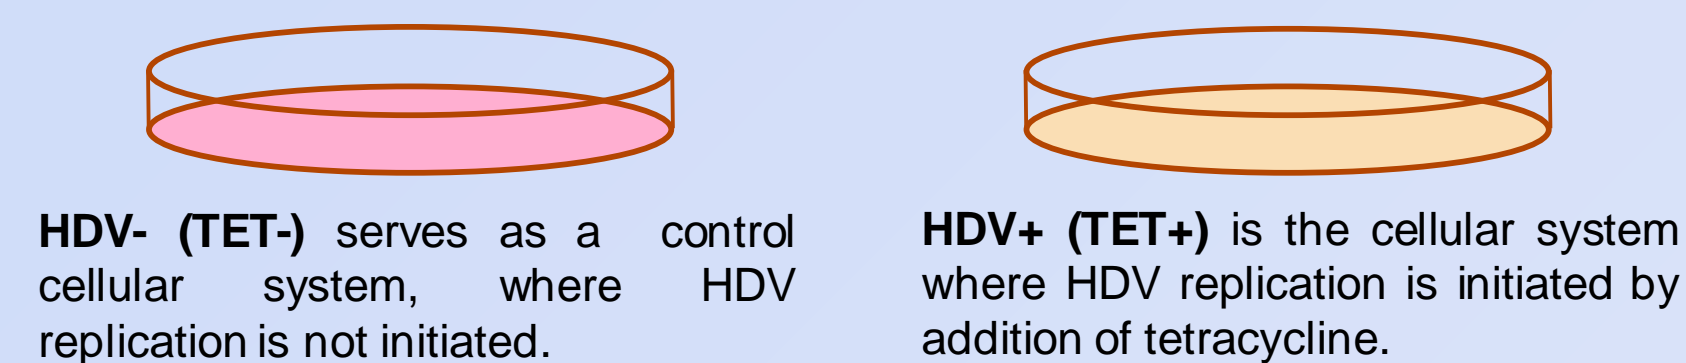 HDV- (TET-) serves as a control
cellular system, where HDV
replication is not initiated.
HDV+ (TET+) is the cellular system
where HDV replication is initiated by
addition of tetracycline.